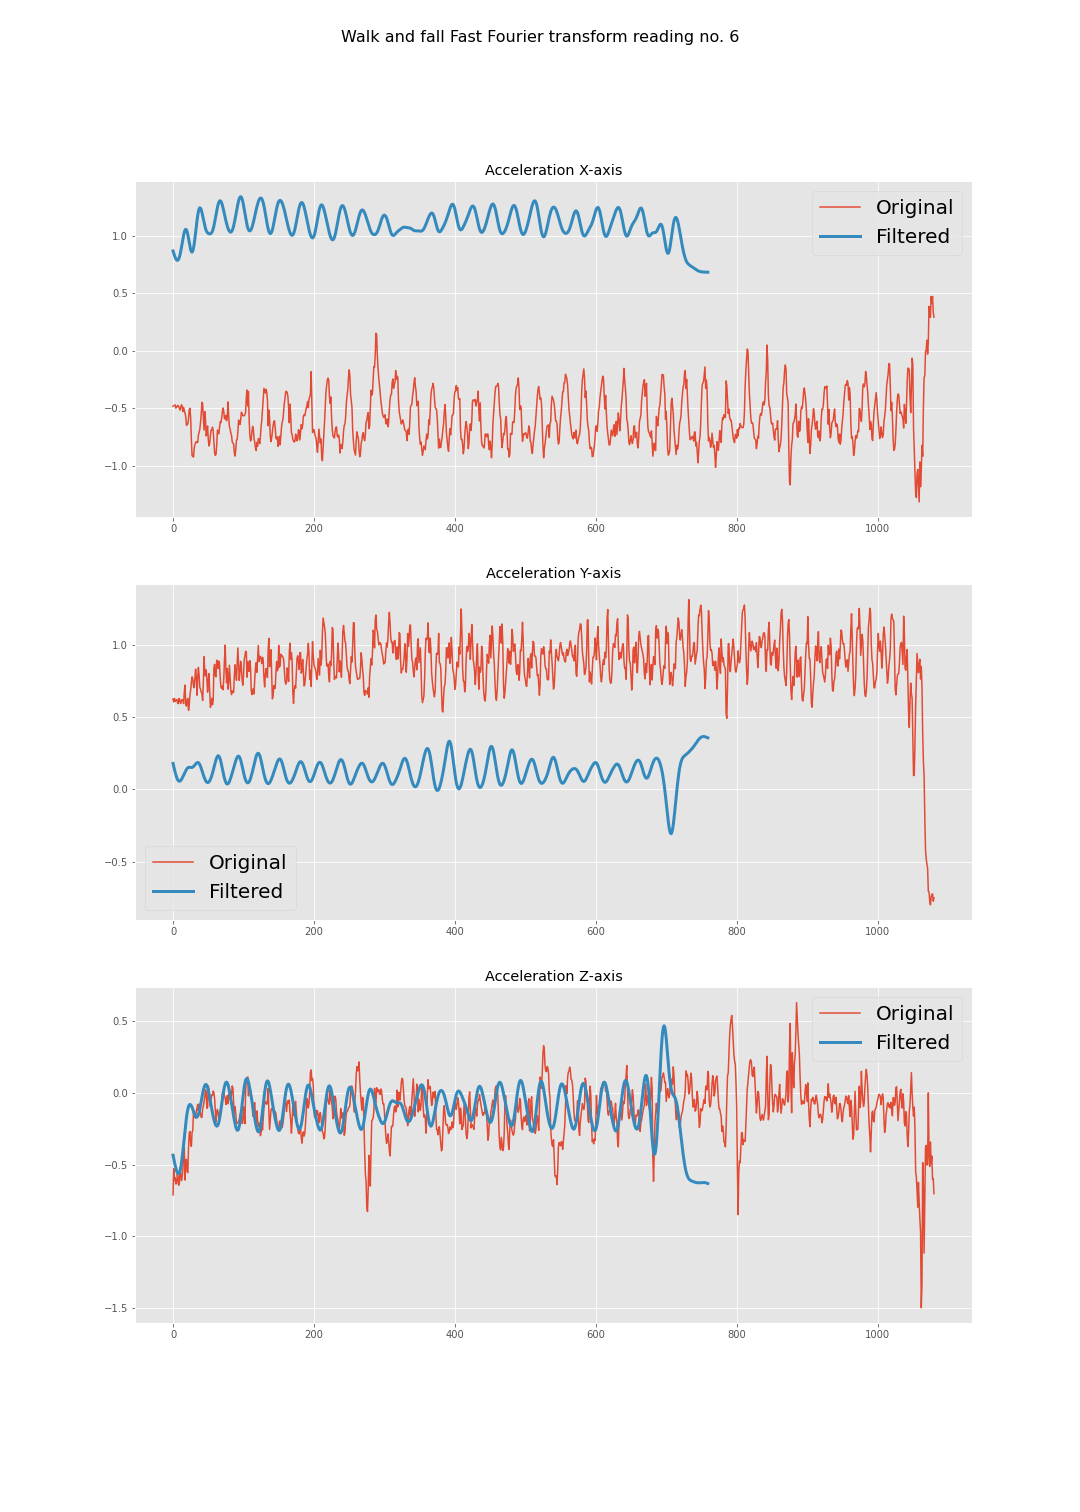 Walk and fall Fast Fourier transform reading no. 6
Acceleration X-axis
Original
Filtered
1.0
0.5
0.0
−0.5
−1.0
0 200 400 600 800 1000
Acceleration Y-axis
1.0
0.5
0.0
−0.5
Original
Filtered
0 200 400 600 800 1000
Acceleration Z-axis
Original
Filtered
0.5
0.0
−0.5
−1.0
−1.5
0 200 400 600 800 1000